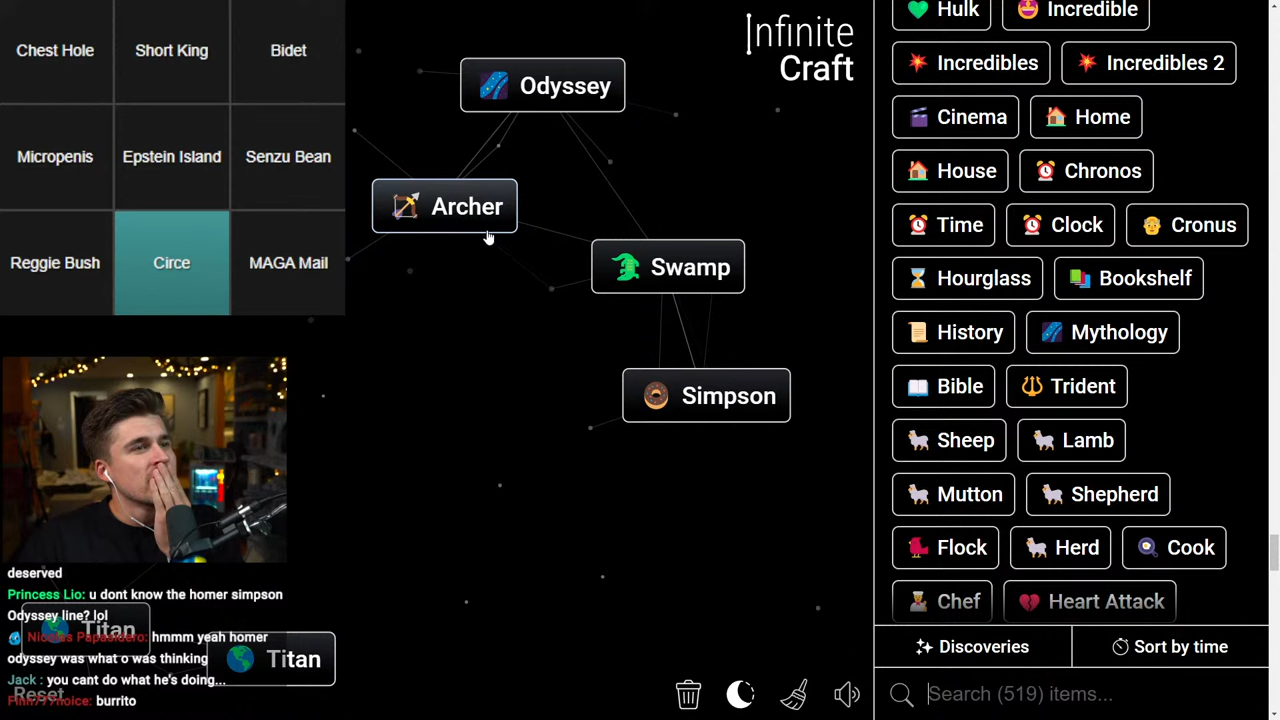 Chest Hole
Short King
Bidet
Micropenis
Epstein Island
Senzu Bean
Reggie Bush
Circe
MAGA Mail
Odyssey
Archer
Swamp
Simpson
Infinite
Craft
Hulk
Incredible
Incredibles
Incredibles 2
Cinema
Home
House
Chronos
Time
Clock
Cronus
Hourglass
Bookshelf
History
Mythology
Bible
Trident
Sheep
Lamb
Mutton
Shepherd
Flock
Herd
Cook
Chef
Heart Attack
Discoveries
Sort by time
Search (519) items...
deserved
Princess Lio: u dont know the homer simpson
Odyssey line? lol
Titan
Nicolas Papasidero: hmmm yeah homer
odyssey was what o was thinking
Titan
Jack : you cant do what he's doing...
Reset
burrito